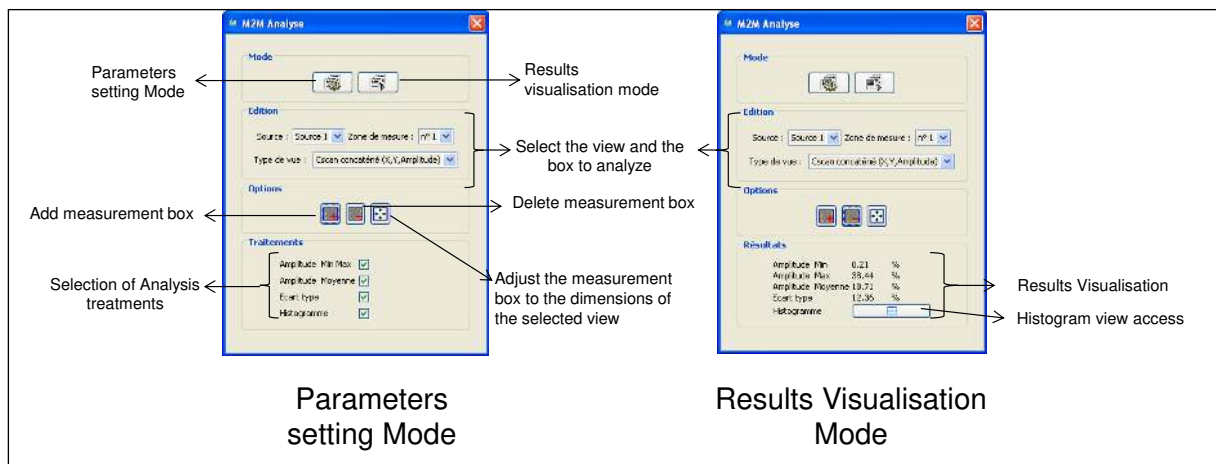 M2M Analyse
Mode
Parameters
setting Mode
Results
visualisation mode
Edition
Source : Source 1 Zone de mesure : n° 1
Type de vue : Cscan concaténé (X,Y,Amplitude)
Select the view and the
box to analyze
Options
Add measurement box
Delete measurement box
Adjust the measurement
box to the dimensions of
the selected view
Traitements
Selection of Analysis
treatments
Amplitude Min Max
Amplitude Moyenne
Ecart type
Histogramme
Parameters
setting Mode
M2M Analyse
Mode
Edition
Source : Source 1 Zone de mesure : n° 1
Type de vue : Cscan concaténé (X,Y,Amplitude)
Options
Résultats
Amplitude Min 0.21 %
Amplitude Max 38.44 %
Amplitude Moyenne 18.71 %
Ecart type 12.36 %
Histogramme
Results Visualisation
Histogram view access
Results Visualisation
Mode